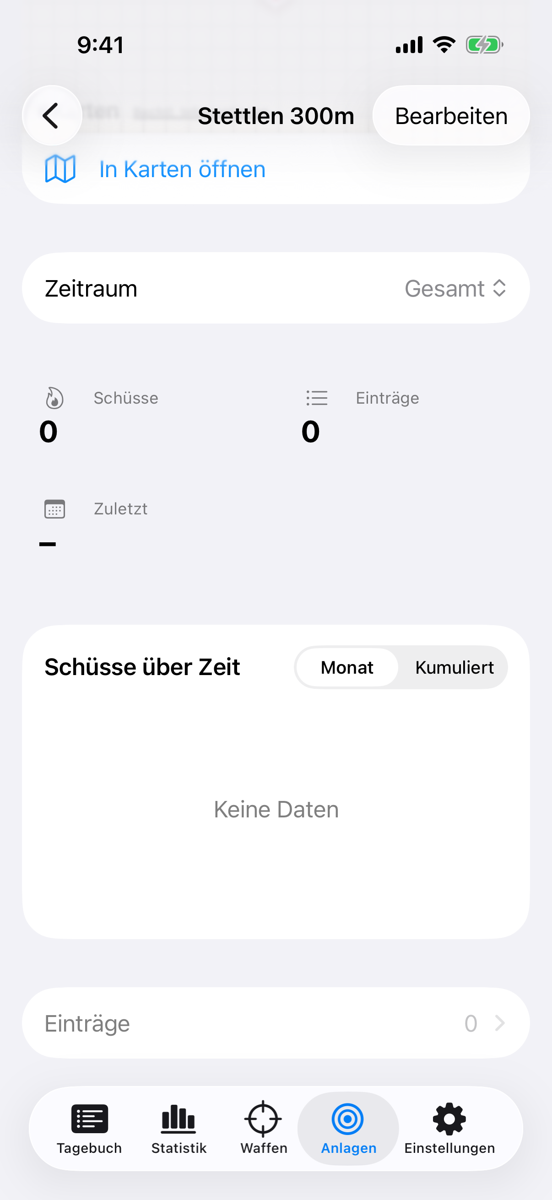 9:41
Stettlen 300m
Bearbeiten
In Karten öffnen
Zeitraum
Gesamt
Schüsse
Einträge
0
0
Zuletzt
–
Schüsse über Zeit
Monat
Kumuliert
Keine Daten
Einträge
0
Tagebuch
Statistik
Waffen
Anlagen
Einstellungen